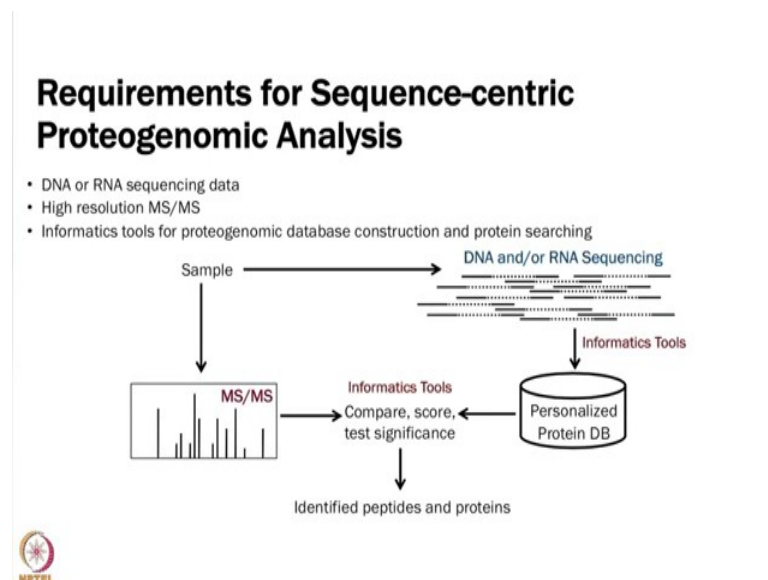 Requirements for Sequence-centric
Proteogenomic Analysis
• DNA or RNA sequencing data
• High resolution MS/MS
• Informatics tools for proteogenomic database construction and protein searching
DNA and/or RNA Sequencing
Sample
Informatics Tools
MS/MS
Informatics Tools
Compare, score,
test significance
Personalized
Protein DB
Identified peptides and proteins
NPTEL